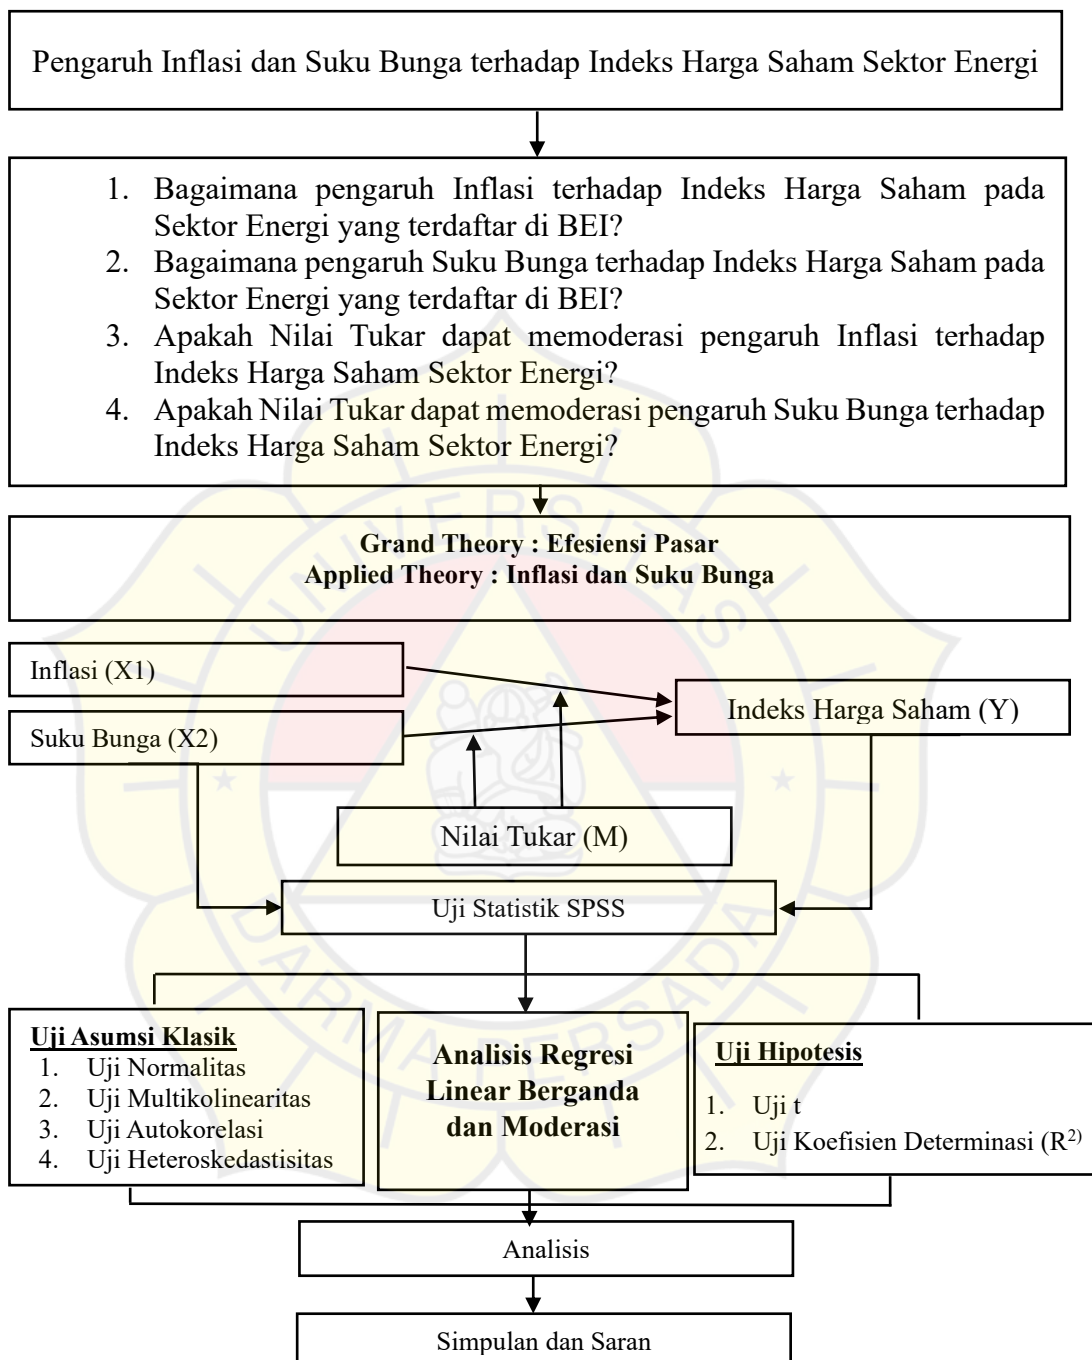 Pengaruh Inflasi dan Suku Bunga terhadap Indeks Harga Saham Sektor Energi
1. Bagaimana pengaruh Inflasi terhadap Indeks Harga Saham pada
Sektor Energi yang terdaftar di BEI?
2. Bagaimana pengaruh Suku Bunga terhadap Indeks Harga Saham pada
Sektor Energi yang terdaftar di BEI?
3. Apakah Nilai Tukar dapat memoderasi pengaruh Inflasi terhadap
Indeks Harga Saham Sektor Energi?
4. Apakah Nilai Tukar dapat memoderasi pengaruh Suku Bunga terhadap
Indeks Harga Saham Sektor Energi?
UNIVERSITAS
Grand Theory : Efesiensi Pasar
Applied Theory : Inflasi dan Suku Bunga
Inflasi (X1)
Suku Bunga (X2)
Indeks Harga Saham (Y)
Nilai Tukar (M)
Uji Statistik SPSS
DARMA PERSADA
Uji Asumsi Klasik
1. Uji Normalitas
2. Uji Multikolinearitas
3. Uji Autokorelasi
4. Uji Heteroskedastisitas
Analisis Regresi
Linear Berganda
dan Moderasi
Uji Hipotesis
1. Uji t
2. Uji Koefisien Determinasi (R²⁾
Analisis
Simpulan dan Saran